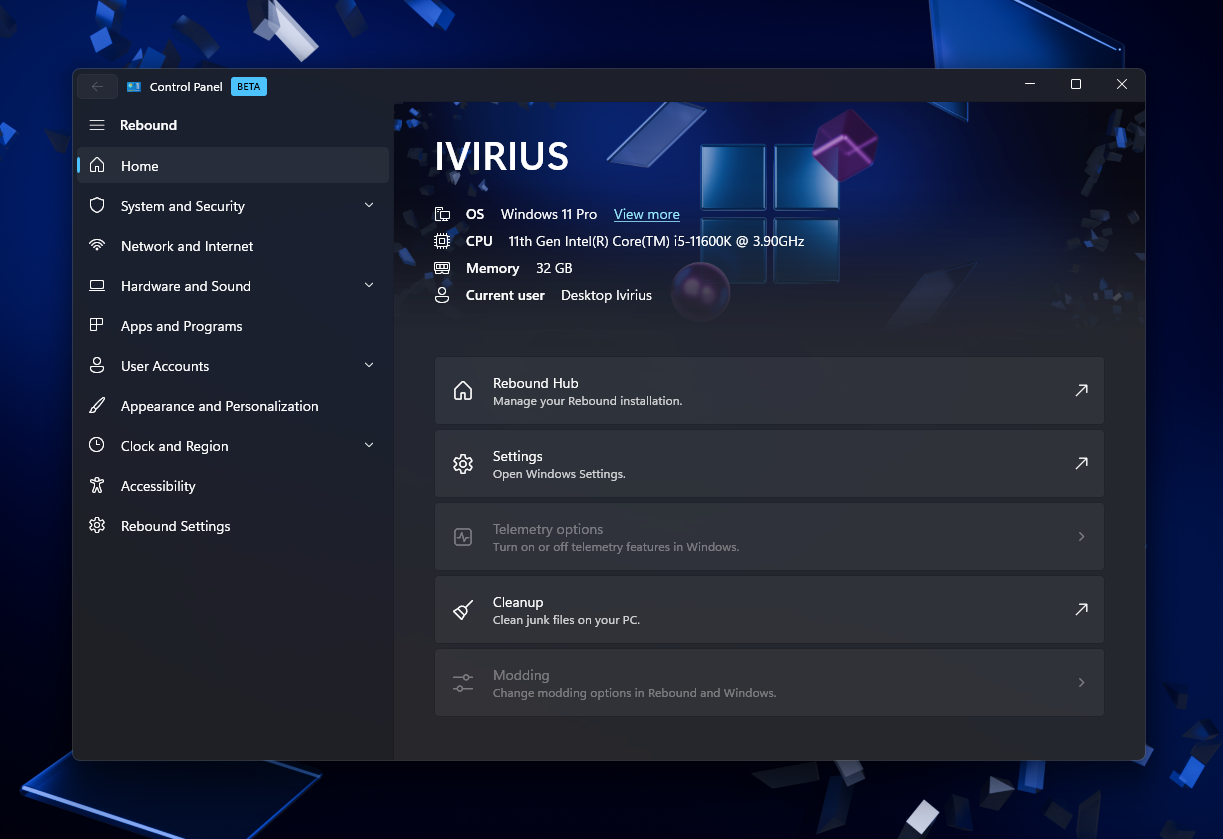 Control Panel BETA
Rebound
Home
System and Security
Network and Internet
Hardware and Sound
Apps and Programs
User Accounts
Appearance and Personalization
Clock and Region
Accessibility
Rebound Settings
IVIRIUS
OS Windows 11 Pro View more
CPU 11th Gen Intel(R) Core(TM) i5-11600K @ 3.90GHz
Memory 32 GB
Current user Desktop Ivirius
Rebound Hub
Manage your Rebound installation.
Settings
Open Windows Settings.
Telemetry options
Turn on or off telemetry features in Windows.
Cleanup
Clean junk files on your PC.
Modding
Change modding options in Rebound and Windows.